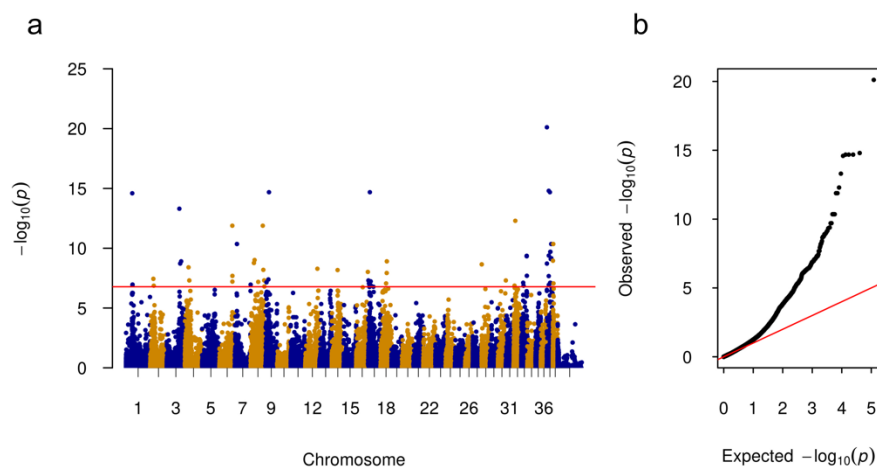 a
25
20
15
10
5
0
−log10(p)
1 3 5 7 9 12 15 18 22 26 31 36
Chromosome
b
20
15
10
5
0
Observed −log10(p)
0 1 2 3 4 5
Expected −log10(p)